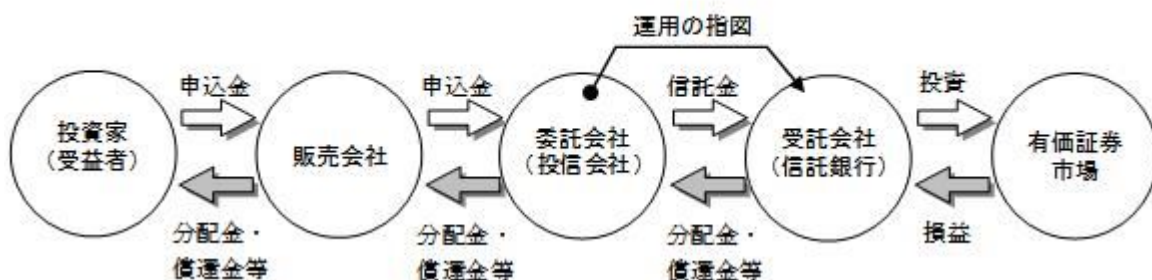 運用の指図
申込金
申込金
信託金
投資
投資家
(受益者)
販売会社
委託会社
(投信会社)
受託会社
(信託銀行)
有価証券
市場
分配金・
償還金等
分配金・
償還金等
分配金・
償還金等
損益